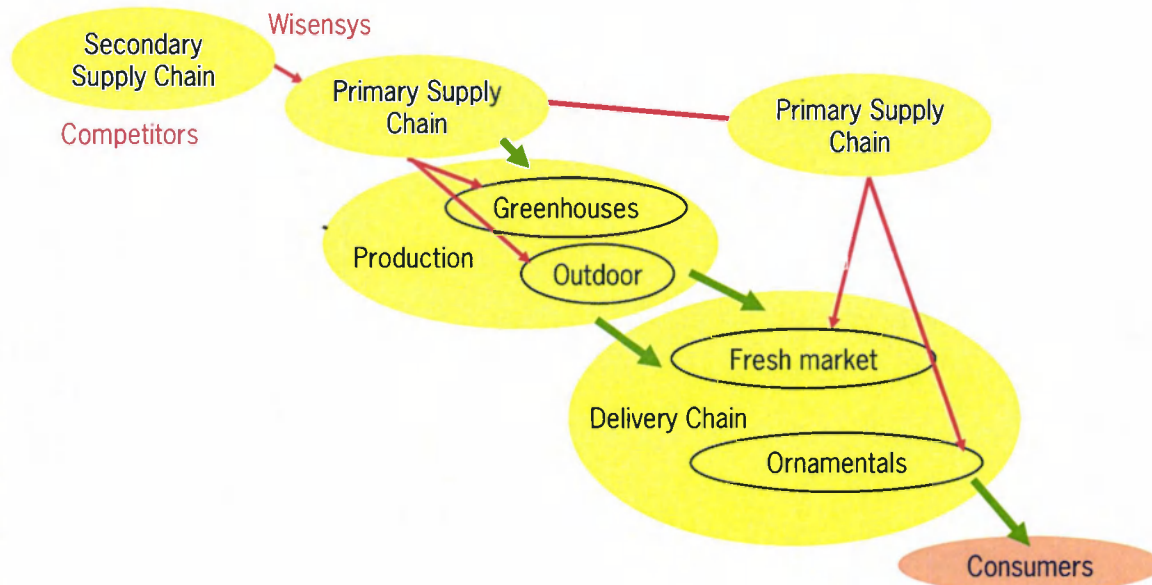 Wisensys
Secondary
Supply Chain
Competitors
Primary Supply
Chain
Primary Supply
Chain
Greenhouses
Production
Outdoor
Fresh market
Delivery Chain
Ornamentals
Consumers